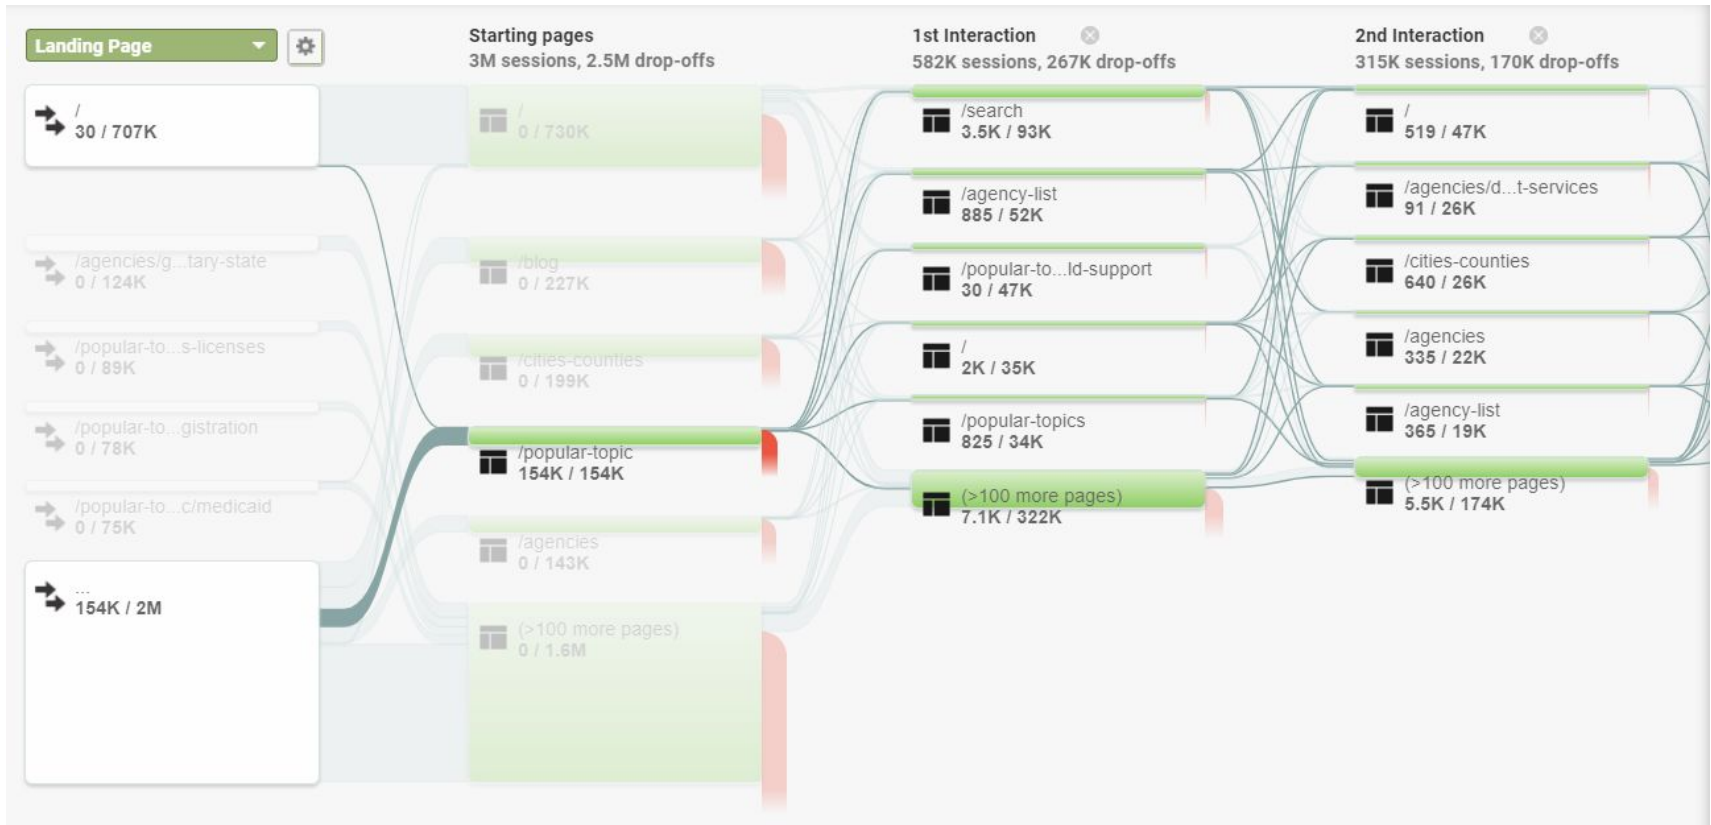 Landing Page
/
30 / 707K
/agencies/g...tary-state
0 / 124K
/popular-to...s-licenses
0 / 89K
/popular-to...gistration
0 / 78K
/popular-to...c/medicaid
0 / 75K
...
154K / 2M
Starting pages
3M sessions, 2.5M drop-offs
/
0 / 730K
/blog
0 / 227K
/cities-counties
0 / 199K
/popular-topic
154K / 154K
/agencies
0 / 143K
(>100 more pages)
0 / 1.6M
1st Interaction
582K sessions, 267K drop-offs
/search
3.5K / 93K
/agency-list
885 / 52K
/popular-to...ld-support
30 / 47K
/
2K / 35K
/popular-topics
825 / 34K
(>100 more pages)
7.1K / 322K
2nd Interaction
315K sessions, 170K drop-offs
/
519 / 47K
/agencies/d...t-services
91 / 26K
/cities-counties
640 / 26K
/agencies
335 / 22K
/agency-list
365 / 19K
(>100 more pages)
5.5K / 174K